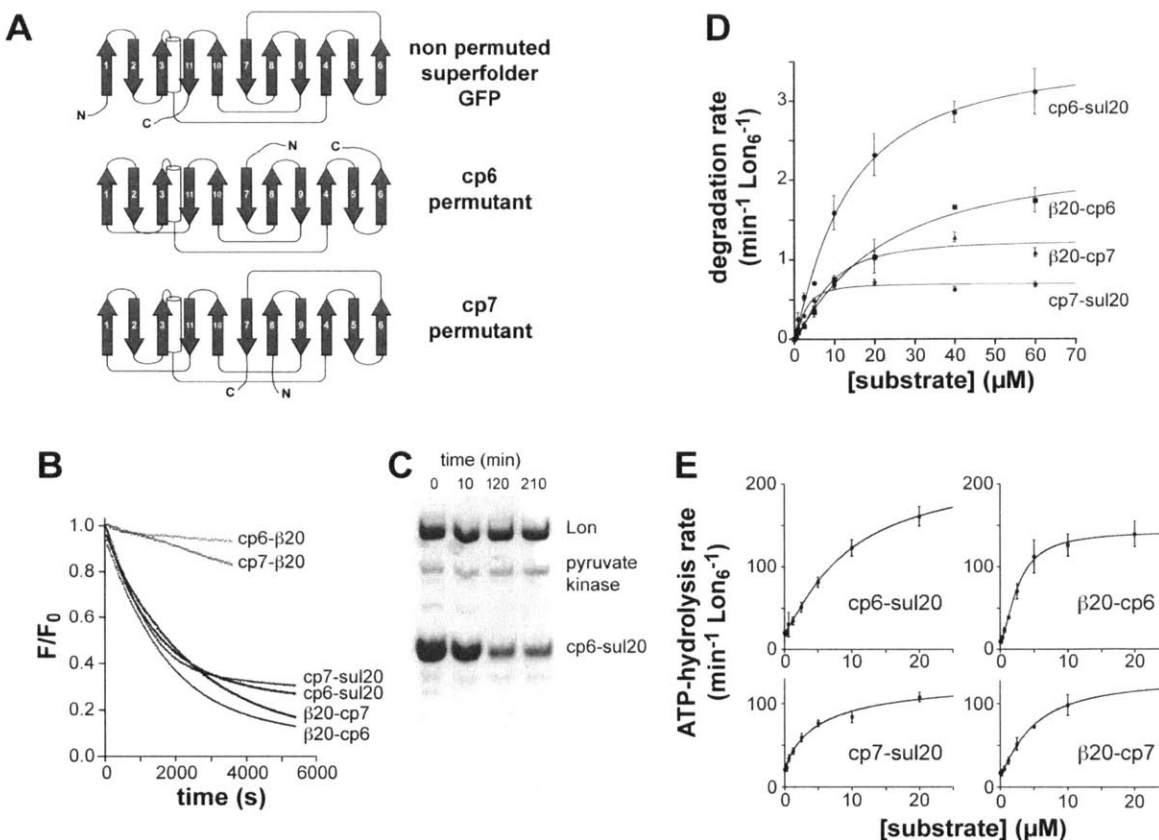 A
1 2 3 11 10 7 8 9 4 5 6
N
C
non permuted
superfolder
GFP
N
C
1 2 3 11 10 7 8 9 4 5 6
cp6
permutant
1 2 3 11 10 7 8 9 4 5 6
C
N
cp7
permutant
B
F/F0
1.0
0.8
0.6
0.4
0.2
0.0
0 2000 4000 6000
time (s)
cp6-β20
cp7-β20
cp7-sul20
cp6-sul20
β20-cp7
β20-cp6
C
time (min)
0 10 120 210
Lon
pyruvate
kinase
cp6-sul20
D
degradation rate
(min-1 Lon6-1)
3
2
1
0
0 10 20 30 40 50 60 70
[substrate] (µM)
cp6-sul20
β20-cp6
β20-cp7
cp7-sul20
E
ATP-hydrolysis rate
(min-1 Lon6-1)
200
100
0
cp6-sul20
200
100
0
β20-cp6
100
0
0 10 20
cp7-sul20
100
0
0 10 20
β20-cp7
[substrate] (µM)